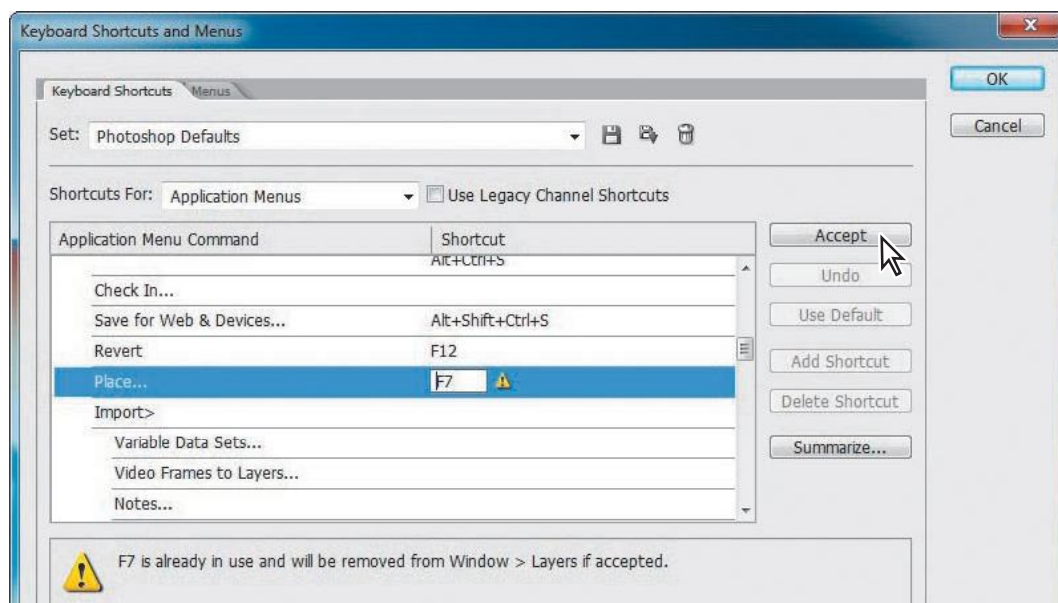 Keyboard Shortcuts and Menus
Keyboard Shortcuts Menus
OK
Set: Photoshop Defaults
Cancel
Shortcuts For: Application Menus Use Legacy Channel Shortcuts
Application Menu Command Shortcut Accept
Alt+Ctrl+S
Undo
Check In...
Save for Web & Devices... Alt+Shift+Ctrl+S Use Default
Revert F12
Add Shortcut
Place... F7
Delete Shortcut
Import>
Variable Data Sets... Summarize...
Video Frames to Layers...
Notes...
F7 is already in use and will be removed from Window > Layers if accepted.